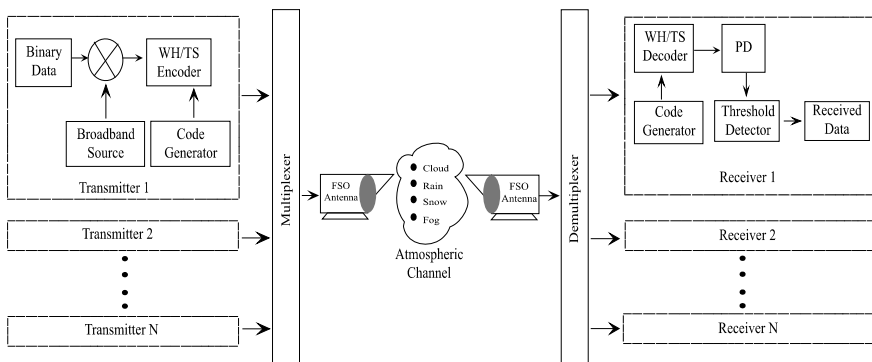 Binary
Data
WH/TS
Encoder
Broadband
Source
Code
Generator
Transmitter 1
Transmitter 2
Transmitter N
Multiplexer
FSO
Antenna
Cloud
Rain
Snow
Fog
Atmospheric
Channel
FSO
Antenna
Demultiplexer
WH/TS
Decoder
PD
Code
Generator
Threshold
Detector
Received
Data
Receiver 1
Receiver 2
Receiver N